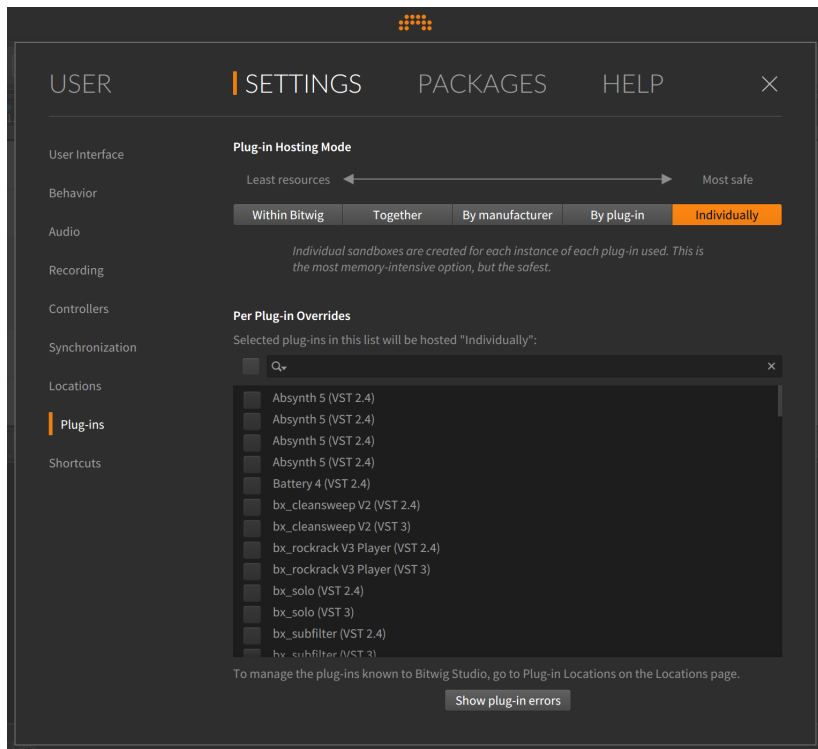 USER
SETTINGS
PACKAGES
HELP
User Interface
Behavior
Audio
Recording
Controllers
Synchronization
Locations
Plug-ins
Shortcuts
Plug-in Hosting Mode
Least resources
Most safe
Within Bitwig
Together
By manufacturer
By plug-in
Individually
Individual sandboxes are created for each instance of each plug-in used. This is
the most memory-intensive option, but the safest.
Per Plug-in Overrides
Selected plug-ins in this list will be hosted "Individually":
Absynth 5 (VST 2.4)
Absynth 5 (VST 2.4)
Absynth 5 (VST 2.4)
Absynth 5 (VST 2.4)
Battery 4 (VST 2.4)
bx_cleansweep V2 (VST 2.4)
bx_cleansweep V2 (VST 3)
bx_rockrack V3 Player (VST 2.4)
bx_rockrack V3 Player (VST 3)
bx_solo (VST 2.4)
bx_solo (VST 3)
bx_subfilter (VST 2.4)
bx_subfilter (VST 3)
To manage the plug-ins known to Bitwig Studio, go to Plug-in Locations on the Locations page.
Show plug-in errors